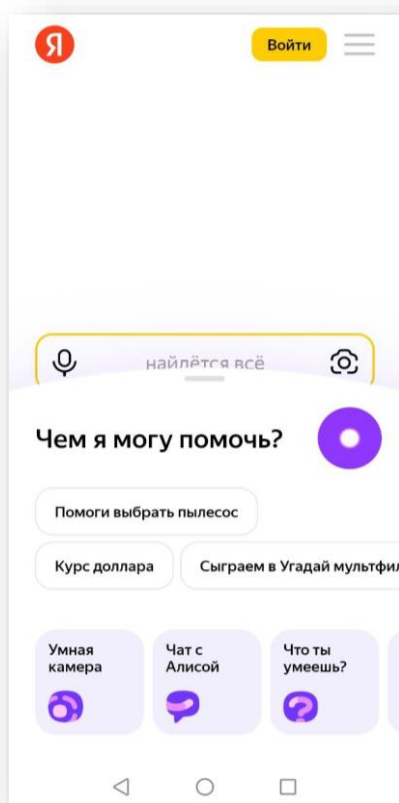 Я
Войти
найдётся всё
Чем я могу помочь?
Помоги выбрать пылесос
Курс доллара
Сыграем в Угадай мультфил
Умная
камера
Чат с
Алисой
Что ты
умеешь?